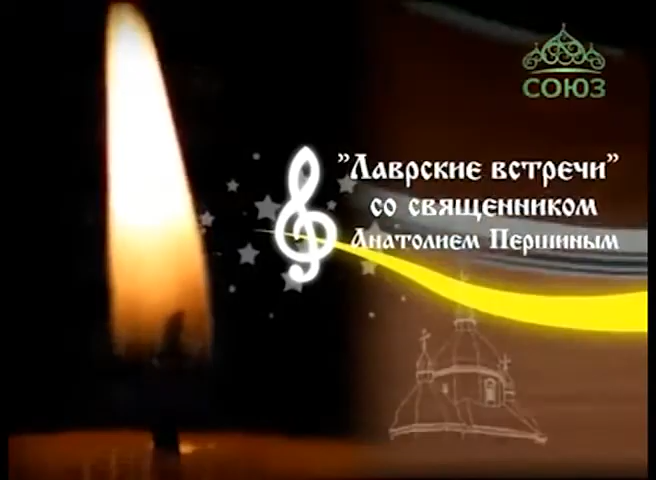 СОЮЗ
"Лаврские встречи"
со священником
Анатолием Першиным